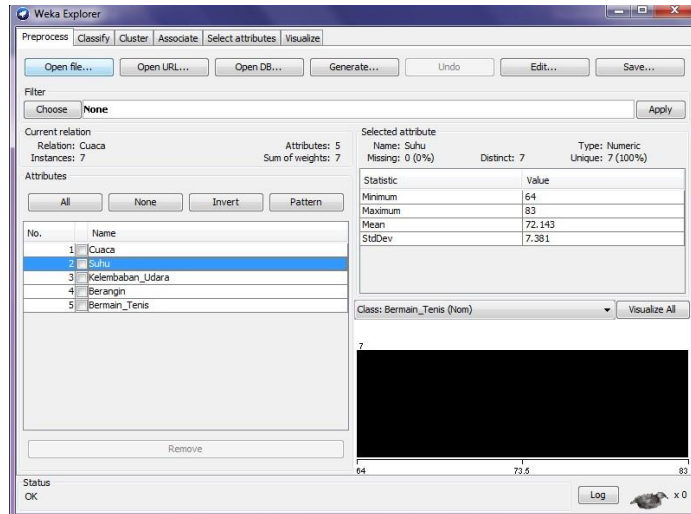 Weka Explorer
Preprocess Classify Cluster Associate Select attributes Visualize
Open file... Open URL... Open DB... Generate... Undo Edit... Save...
Filter
Choose None Apply
Current relation
Relation: Cuaca Attributes: 5
Instances: 7 Sum of weights: 7
Attributes
All None Invert Pattern
No. Name
1 Cuaca
2 Suhu
3 Kelembaban_Udara
4 Berangin
5 Bermain_Tenis
Remove
Selected attribute
Name: Suhu Type: Numeric
Missing: 0 (0%) Distinct: 7 Unique: 7 (100%)
Statistic Value
Minimum 64
Maximum 83
Mean 72.143
StdDev 7.381
Class: Bermain_Tenis (Nom) Visualize All
7
64 73.5 83
Status
OK
Log x 0